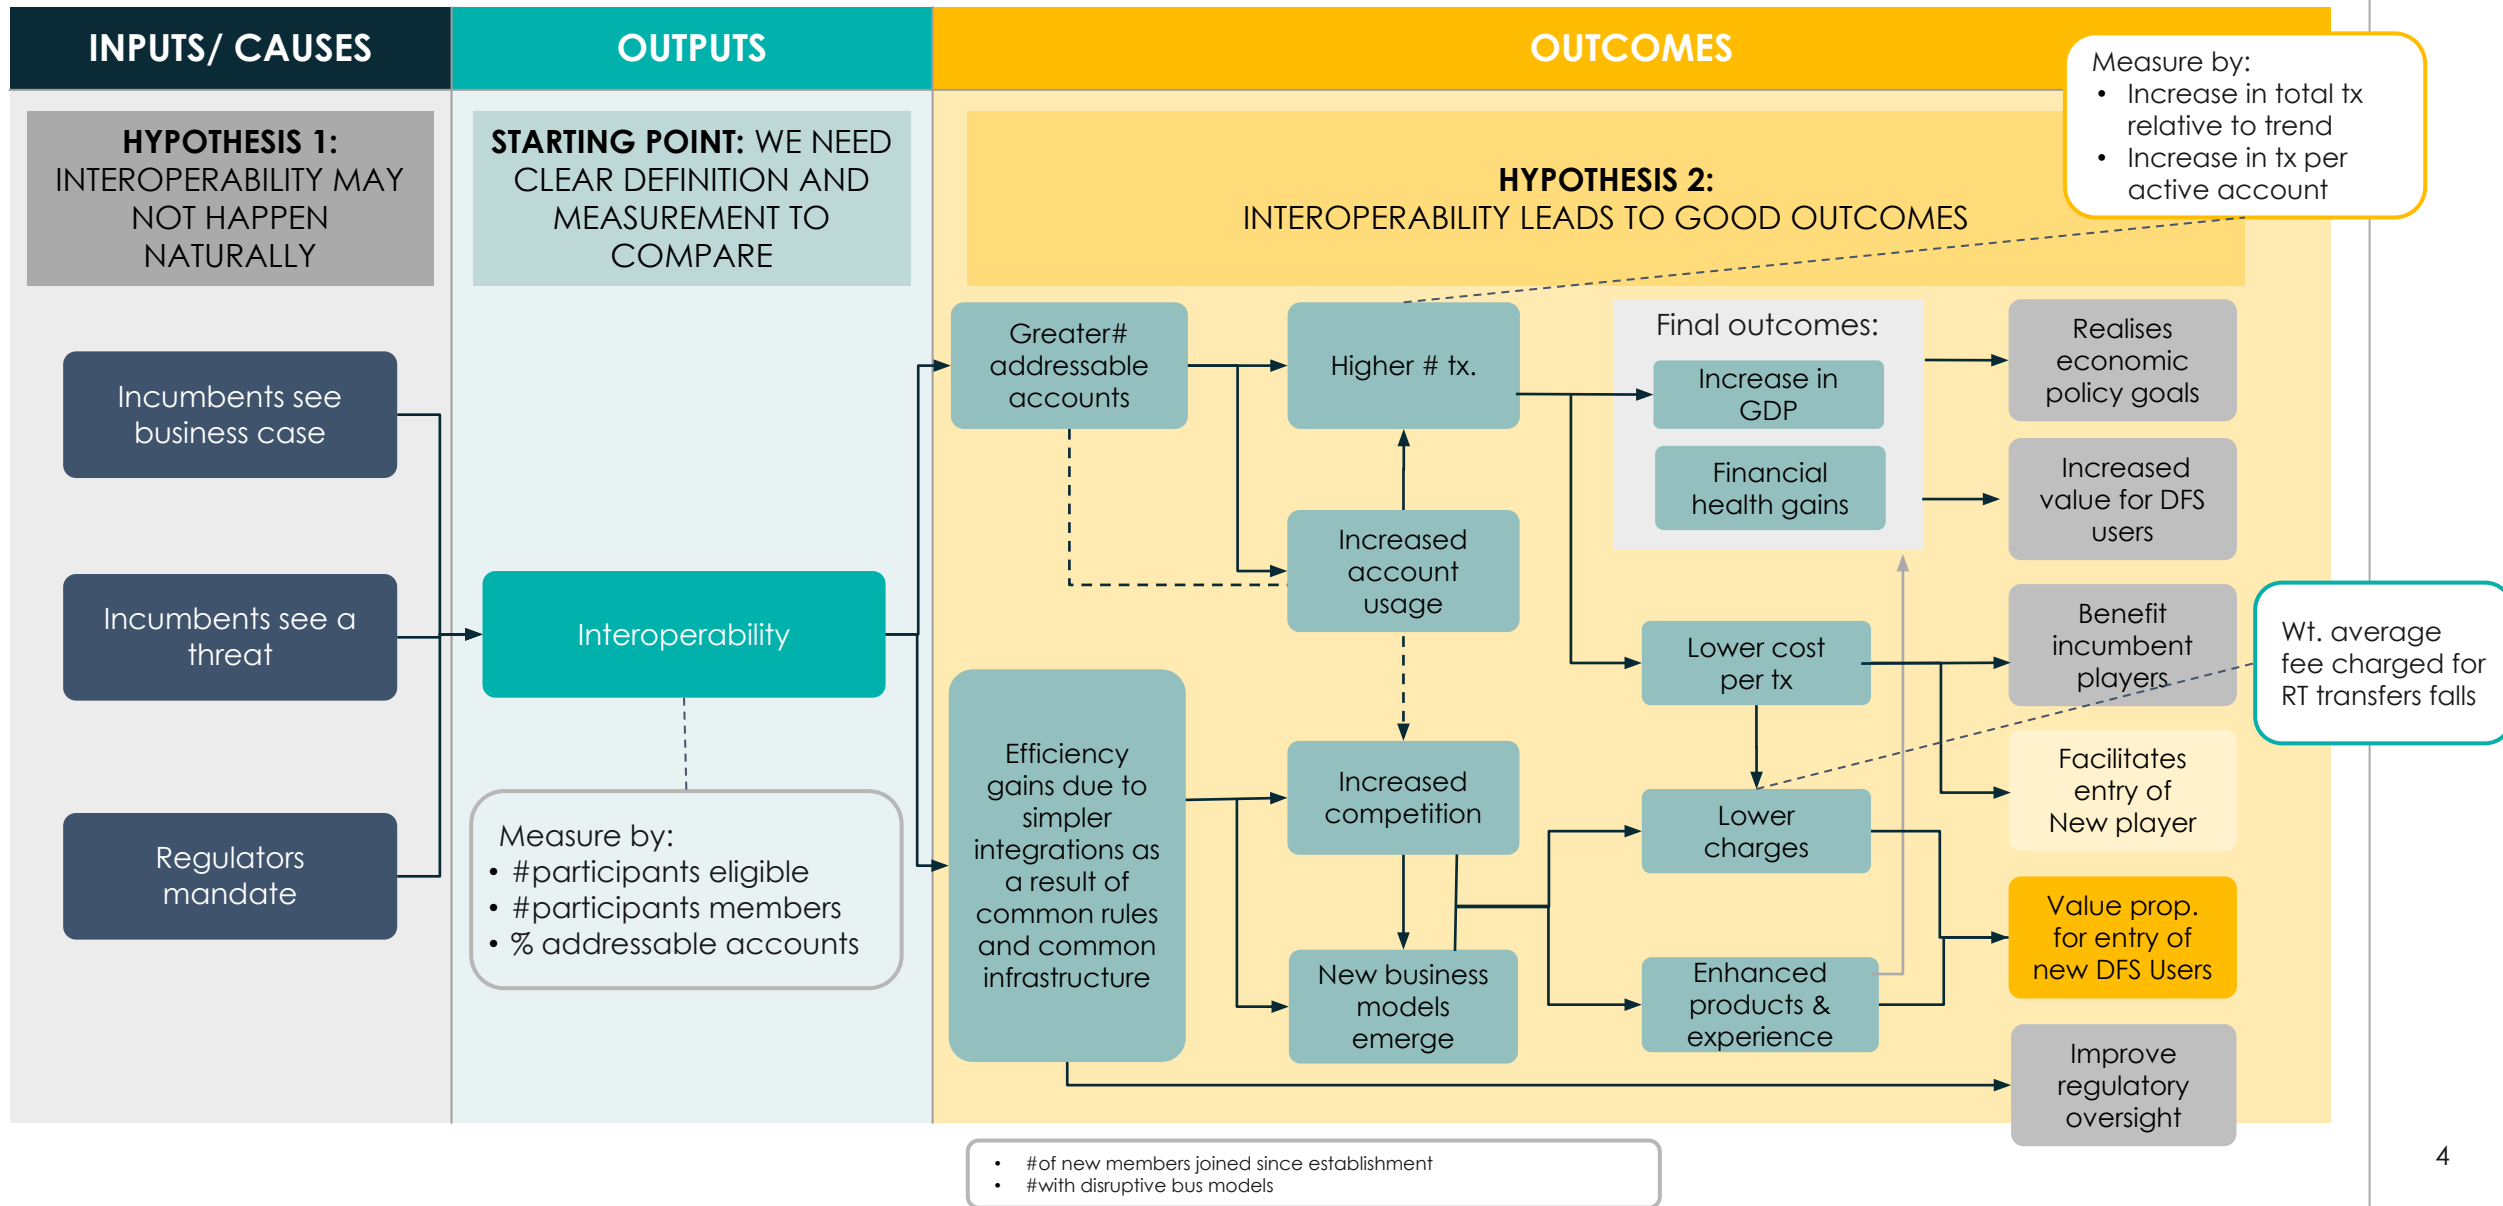 INPUTS/ CAUSES
OUTPUTS
OUTCOMES
HYPOTHESIS 1:
INTEROPERABILITY MAY
NOT HAPPEN
NATURALLY
STARTING POINT: WE NEED
CLEAR DEFINITION AND
MEASUREMENT TO
COMPARE
HYPOTHESIS 2:
INTEROPERABILITY LEADS TO GOOD OUTCOMES
Measure by:
• Increase in total tx
relative to trend
• Increase in tx per
active account
Incumbents see
business case
Incumbents see a
threat
Regulators
mandate
Interoperability
Measure by:
• #participants eligible
• #participants members
• % addressable accounts
Greater#
addressable
accounts
Efficiency
gains due to
simpler
integrations as
a result of
common rules
and common
infrastructure
Higher # tx.
Increased
account
usage
Increased
competition
New business
models
emerge
Final outcomes:
Increase in
GDP
Financial
health gains
Lower cost
per tx
Lower
charges
Enhanced
products &
experience
Realises
economic
policy goals
Increased
value for DFS
users
Benefit
incumbent
players
Facilitates
entry of
New player
Value prop.
for entry of
new DFS Users
Improve
regulatory
oversight
Wt. average
fee charged for
RT transfers falls
• #of new members joined since establishment
• #with disruptive bus models
4